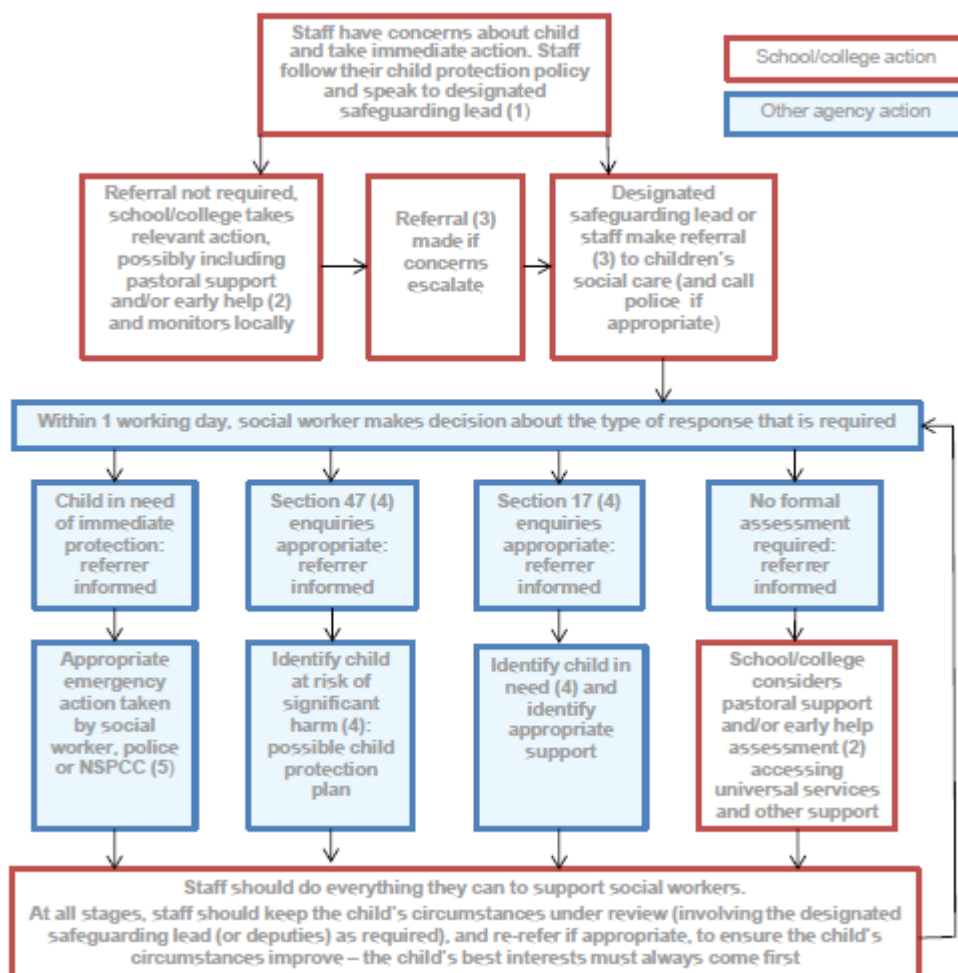 Staff have concerns about child
and take immediate action. Staff
follow their child protection policy
and speak to designated
safeguarding lead (1)
School/college action
Other agency action
Referral not required,
school/college takes
relevant action,
possibly including
pastoral support
and/or early help (2)
and monitors locally
Referral (3)
made if
concerns
escalate
Designated
safeguarding lead or
staff make referral
(3) to children's
social care (and call
police if
appropriate)
Within 1 working day, social worker makes decision about the type of response that is required
Child in need
of immediate
protection:
referrer
informed
Section 47 (4)
enquiries
appropriate:
referrer
informed
Section 17 (4)
enquiries
appropriate:
referrer
informed
No formal
assessment
required:
referrer
informed
Appropriate
emergency
action taken
by social
worker, police
or NSPCC (5)
Identify child
at risk of
significant
harm (4):
possible child
protection
plan
Identify child in
need (4) and
identify
appropriate
support
School/college
considers
pastoral support
and/or early help
assessment (2)
accessing
universal services
and other support
Staff should do everything they can to support social workers.
At all stages, staff should keep the child's circumstances under review (involving the designated
safeguarding lead (or deputies) as required), and re-refer if appropriate, to ensure the child's
circumstances improve – the child's best interests must always come first